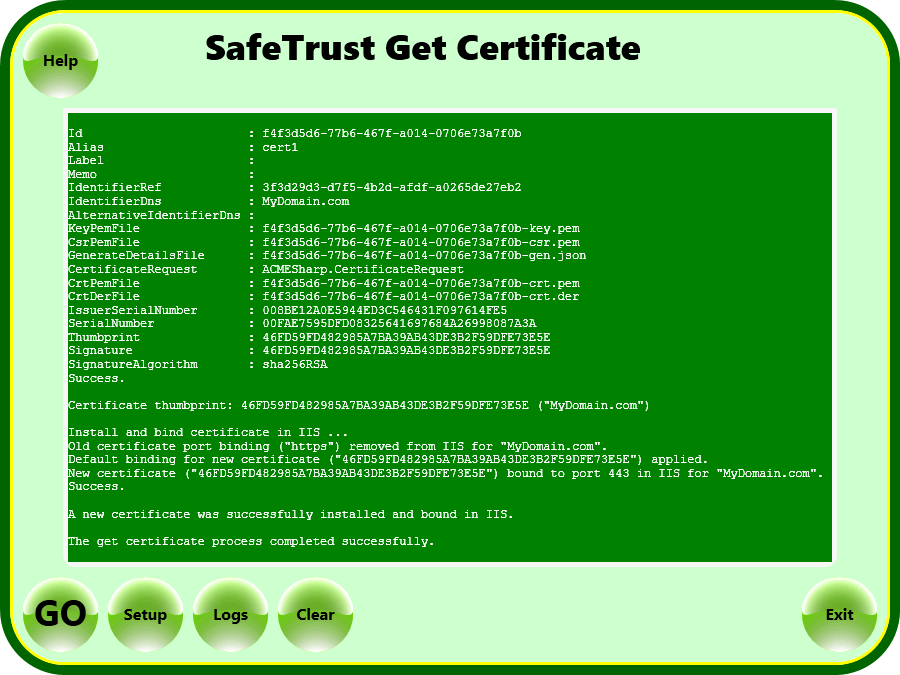 SafeTrust Get Certificate
Help
Id : f4f3d5d6-77b6-467f-a014-0706e73a7f0b
Alias : cert1
Label :
Memo :
IdentifierRef : 3f3d29d3-d7f5-4b2d-afdf-a0265de27eb2
IdentifierDns : MyDomain.com
AlternativeIdentifierDns :
KeyPemFile : f4f3d5d6-77b6-467f-a014-0706e73a7f0b-key.pem
CsrPemFile : f4f3d5d6-77b6-467f-a014-0706e73a7f0b-csr.pem
GenerateDetailsFile : f4f3d5d6-77b6-467f-a014-0706e73a7f0b-gen.json
CertificateRequest : ACMESharp.CertificateRequest
CrtPemFile : f4f3d5d6-77b6-467f-a014-0706e73a7f0b-crt.pem
CrtDerFile : f4f3d5d6-77b6-467f-a014-0706e73a7f0b-crt.der
IssuerSerialNumber : 008BE12A0E5944ED3C546431F097614FE5
SerialNumber : 00FAE7595DFD08325641697684A26998087A3A
Thumbprint : 46FD59FD482985A7BA39AB43DE3B2F59DFE73E5E
Signature : 46FD59FD482985A7BA39AB43DE3B2F59DFE73E5E
SignatureAlgorithm : sha256RSA
Success.
Certificate thumbprint: 46FD59FD482985A7BA39AB43DE3B2F59DFE73E5E ("MyDomain.com")
Install and bind certificate in IIS ...
Old certificate port binding ("https") removed from IIS for "MyDomain.com".
Default binding for new certificate ("46FD59FD482985A7BA39AB43DE3B2F59DFE73E5E") applied.
New certificate ("46FD59FD482985A7BA39AB43DE3B2F59DFE73E5E") bound to port 443 in IIS for "MyDomain.com".
Success.
A new certificate was successfully installed and bound in IIS.
The get certificate process completed successfully.
GO
Setup
Logs
Clear
Exit